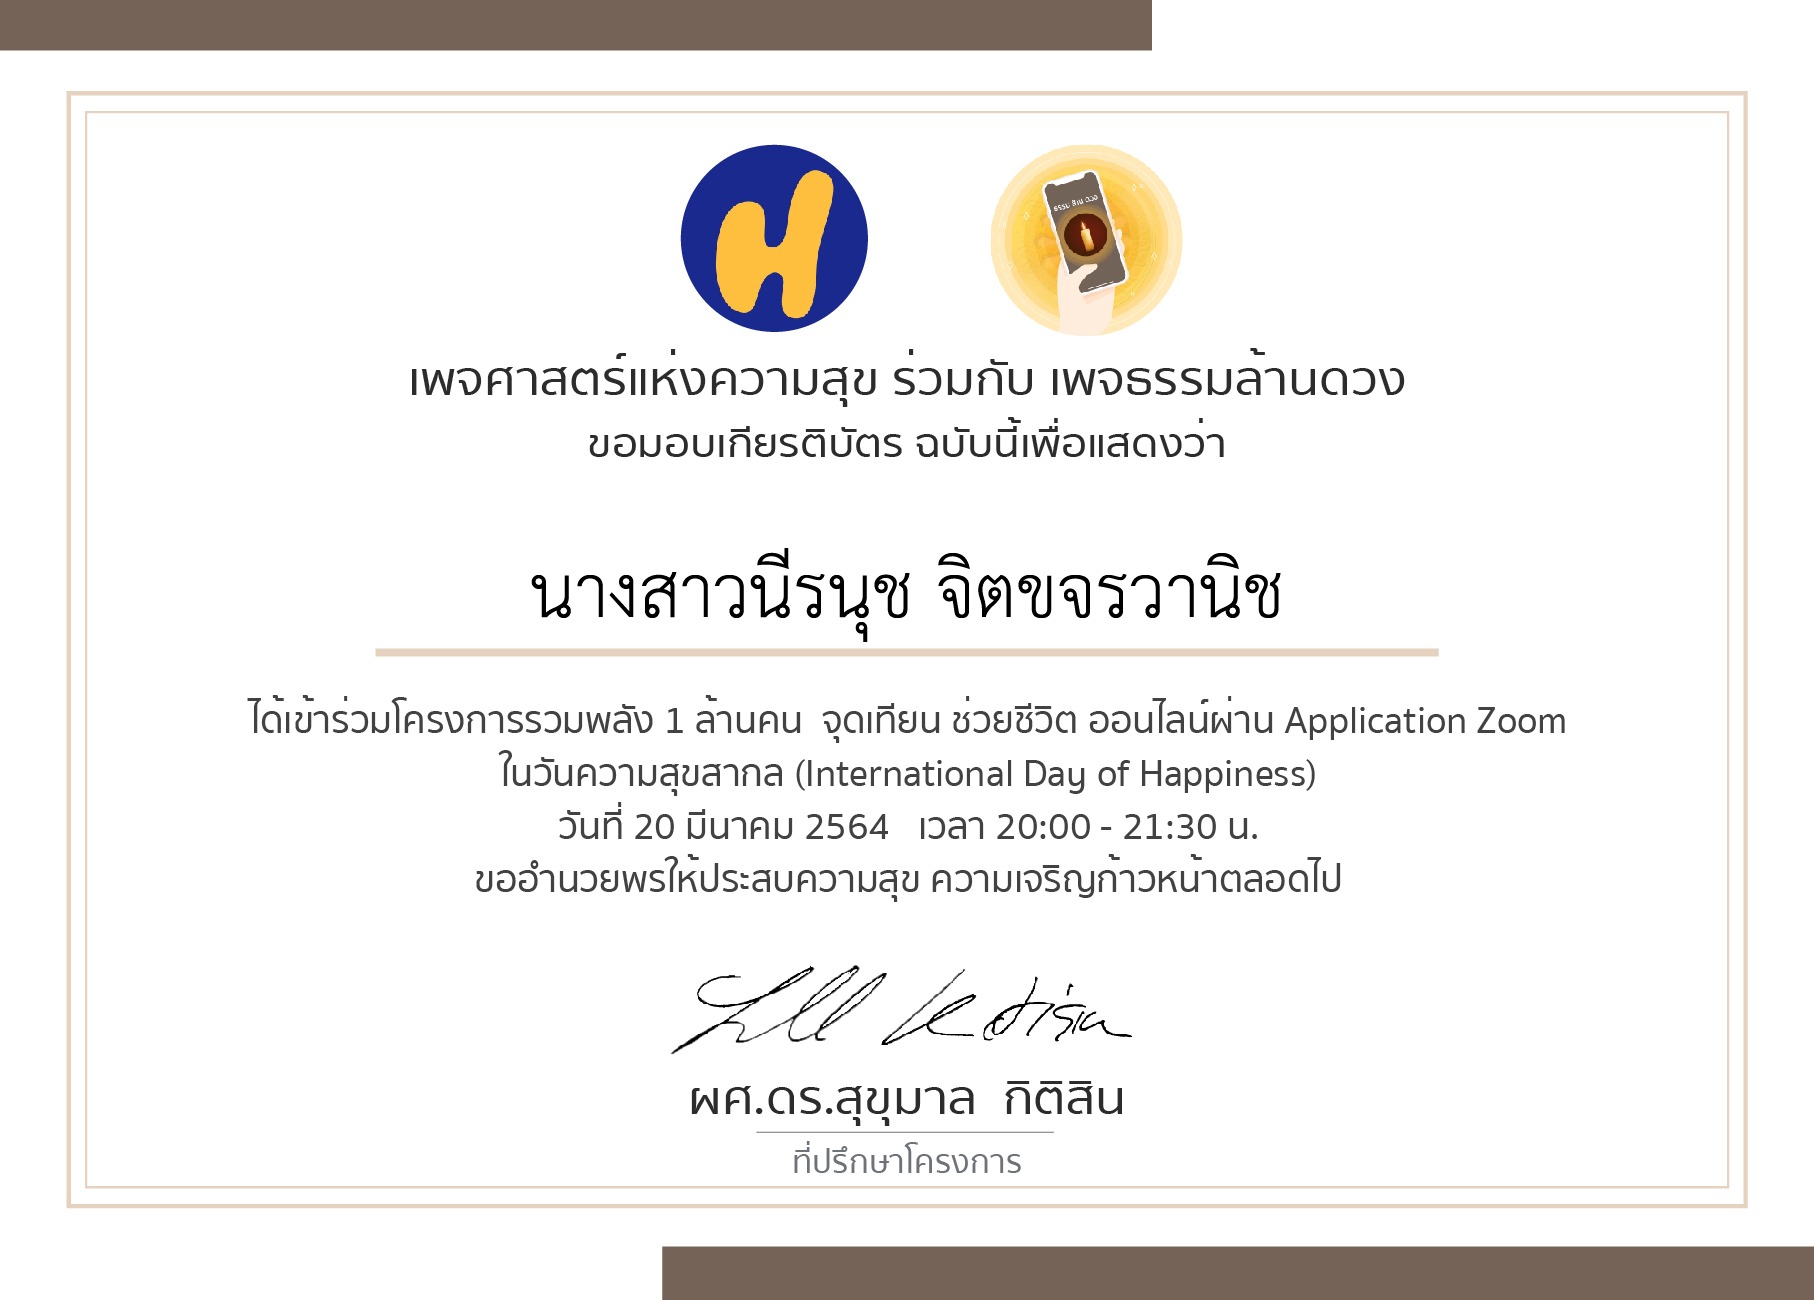 H
ธรรม ล้าน ดวง
เพจศาสตร์แห่งความสุข ร่วมกับ เพจธรรมล้านดวง
ขอมอบเกียรติบัตร ฉบับนี้เพื่อแสดงว่า
นางสาวนีรนุช จิตขจรวานิช
ได้เข้าร่วมโครงการรวมพลัง 1 ล้านคน จุดเทียน ช่วยชีวิต ออนไลน์ผ่าน Application Zoom
ในวันความสุขสากล (International Day of Happiness)
วันที่ 20 มีนาคม 2564 เวลา 20:00 - 21:30 น.
ขออำนวยพรให้ประสบความสุข ความเจริญก้าวหน้าตลอดไป
ผศ.ดร.สุขุมาล กิติสิน
ที่ปรึกษาโครงการ